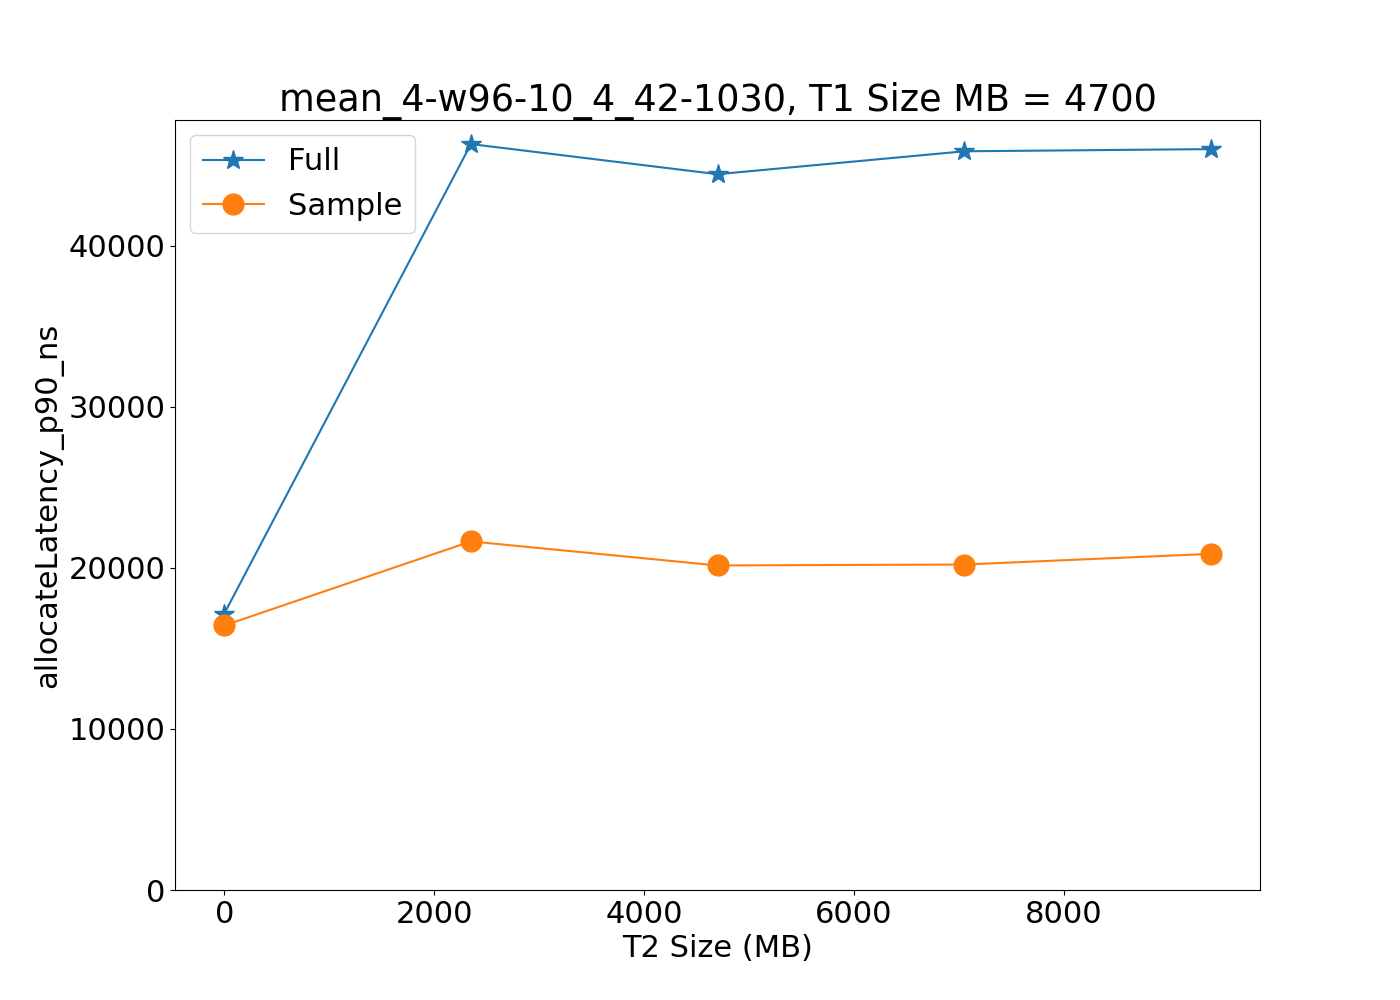 mean_4-w96-10_4_42-1030, T1 Size MB = 4700
Full
Sample
allocateLatency_p90_ns
40000
30000
20000
10000
0
0 2000 4000 6000 8000
T2 Size (MB)